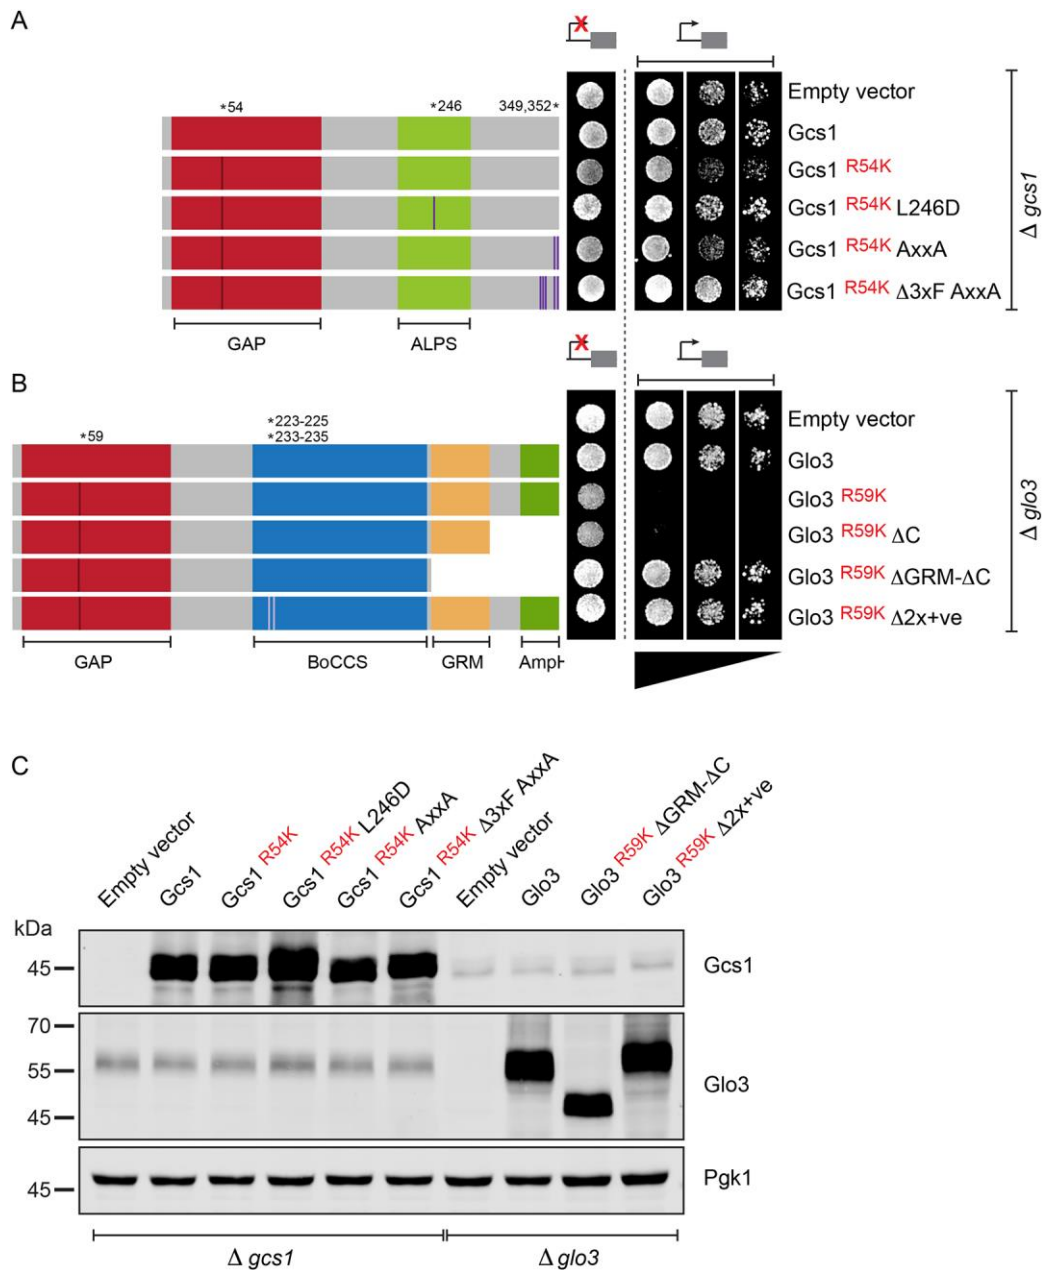 A
X
*54
*246
349,352*
Empty vector
Gcs1
Gcs1 R54K
Gcs1 R54K L246D
Gcs1 R54K AxxA
Gcs1 R54K Δ3xF AxxA
Δ gcs1
GAP
ALPS
X
B
*59
*223-225
*233-235
Empty vector
Glo3
Glo3 R59K
Glo3 R59K ΔC
Glo3 R59K ΔGRM-ΔC
Glo3 R59K Δ2x+ve
Δ glo3
GAP
BoCCS
GRM
AmpH
C
Empty vector
Gcs1
Gcs1 R54K
Gcs1 R54K L246D
Gcs1 R54K AxxA
Gcs1 R54K Δ3xF AxxA
Empty vector
Glo3
Glo3 R59K ΔGRM-ΔC
Glo3 R59K Δ2x+ve
kDa
45
Gcs1
70
55
45
Glo3
45
Pgk1
Δ gcs1
Δ glo3